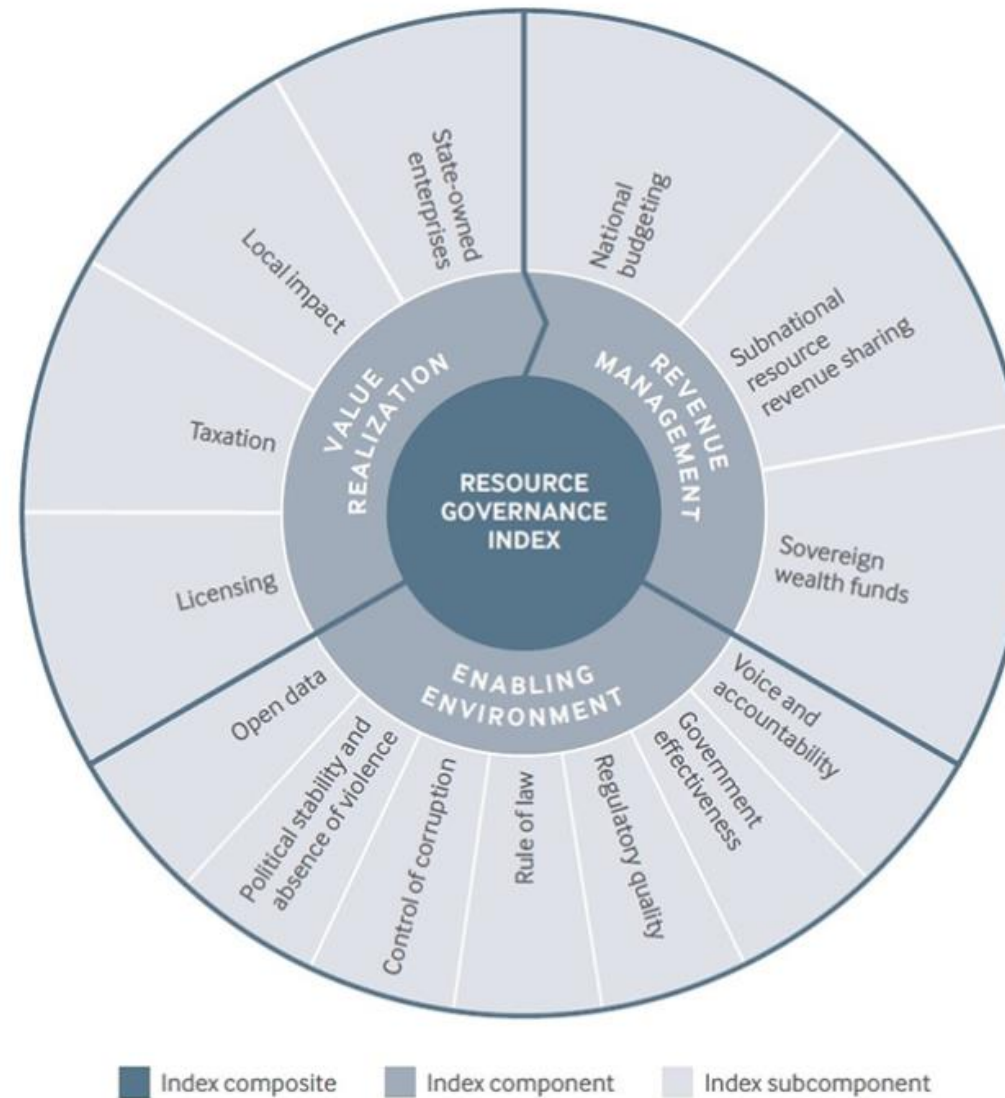 State-owned
enterprises
National
budgeting
Local impact
Subnational
resource
revenue sharing
VALUE
REALIZATION
REVENUE
MANAGEMENT
Taxation
RESOURCE
GOVERNANCE
INDEX
Sovereign
wealth funds
Licensing
ENABLING
ENVIRONMENT
Open data
Political stability and
absence of violence
Control of corruption
Rule of law
Regulatory quality
Government
effectiveness
Voice and
accountability
Index composite
Index component
Index subcomponent